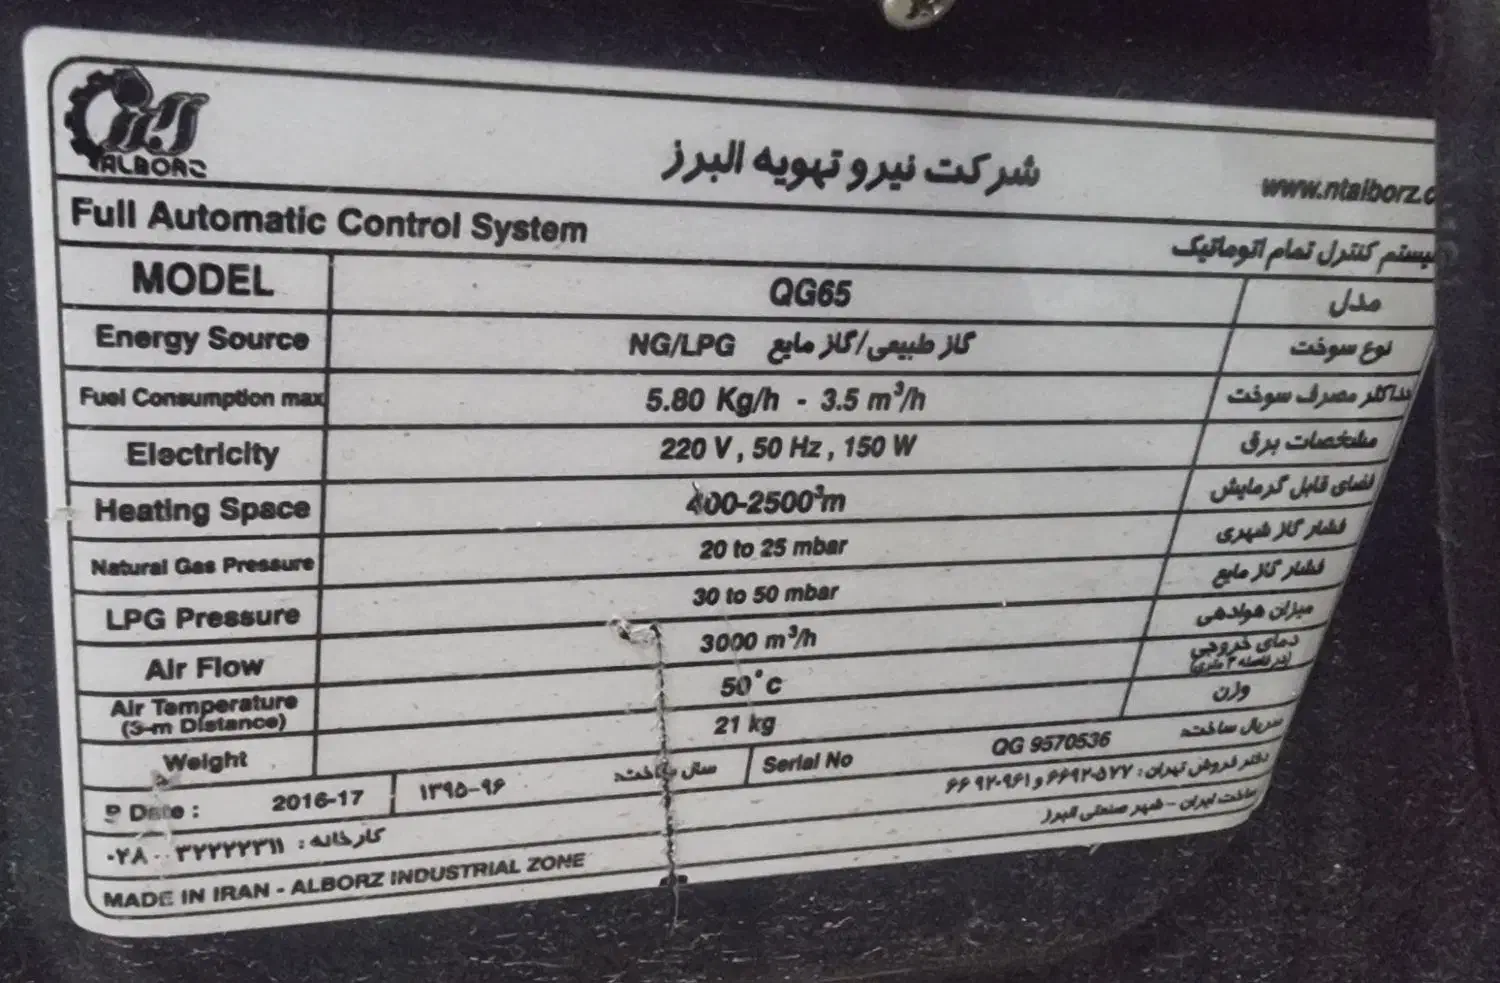 ALBORZ
شرکت نیرو تهویه البرز
www.ntalborz.c
Full Automatic Control System یستم کنترل تمام اتوماتیک
MODEL QG65 مدل
Energy Source NG/LPG گاز طبیعی/گاز مایع نوع سوخت
Fuel Consumption max 5.80 Kg/h - 3.5 m³/h حداکثر مصرف سوخت
Electricity 220 V , 50 Hz , 150 W مشخصات برق
Heating Space 400-2500³m فضای قابل گرمایش
Natural Gas Pressure 20 to 25 mbar فشار گاز شهری
LPG Pressure 30 to 50 mbar فشار گاز مایع
Air Flow 3000 m³/h میزان هوادهی
Air Temperature 50°c دمای خروجی
(3-m Distance) (در فاصله ۳ متری)
Weight 21 kg وزن
P Date : 2016-17 ۱۳۹۵-۹۶ سال ساخت: Serial No QG 9570536 سریال ساخت:
۰۲۸-۳۲۲۲۲۳۱۱ کارخانه : دفتر فروش تهران : ۶۶۹۲۰۵۷۷ و ۶۶۹۲۰۹۶۱
MADE IN IRAN - ALBORZ INDUSTRIAL ZONE ساخت ایران - شهر صنعتی البرز